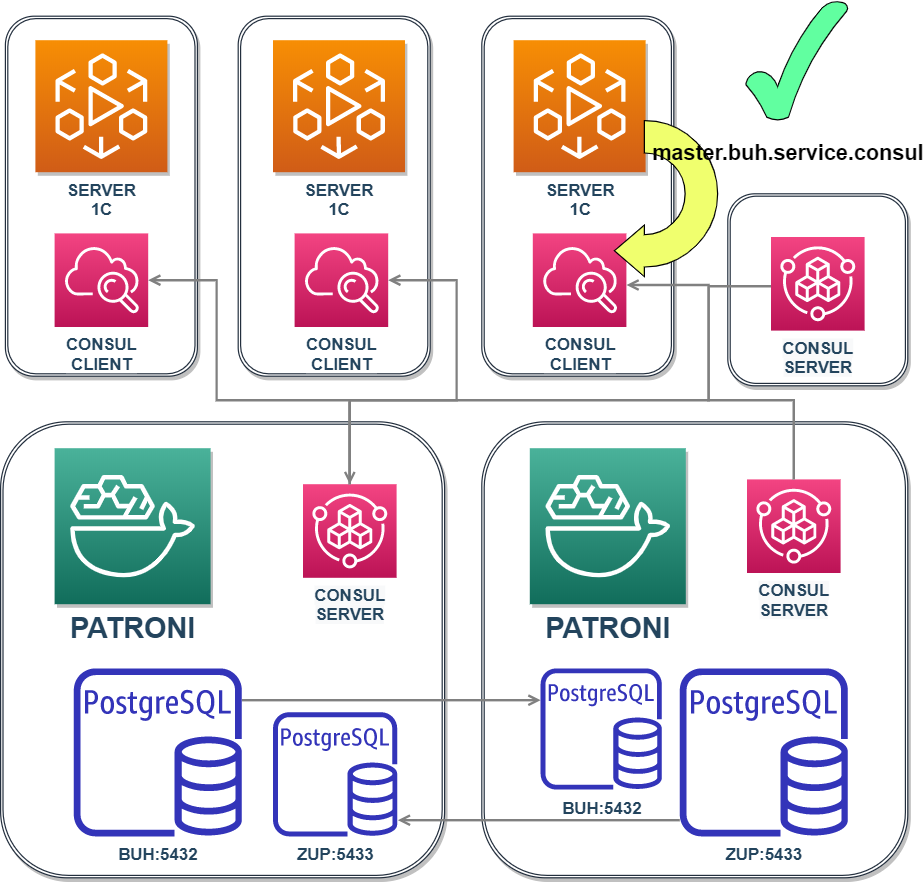 master.buh.service.consul
SERVER
1C
SERVER
1C
SERVER
1C
CONSUL
CLIENT
CONSUL
CLIENT
CONSUL
CLIENT
CONSUL
SERVER
PATRONI
CONSUL
SERVER
PATRONI
CONSUL
SERVER
PostgreSQL
BUH:5432
PostgreSQL
ZUP:5433
PostgreSQL
BUH:5432
PostgreSQL
ZUP:5433